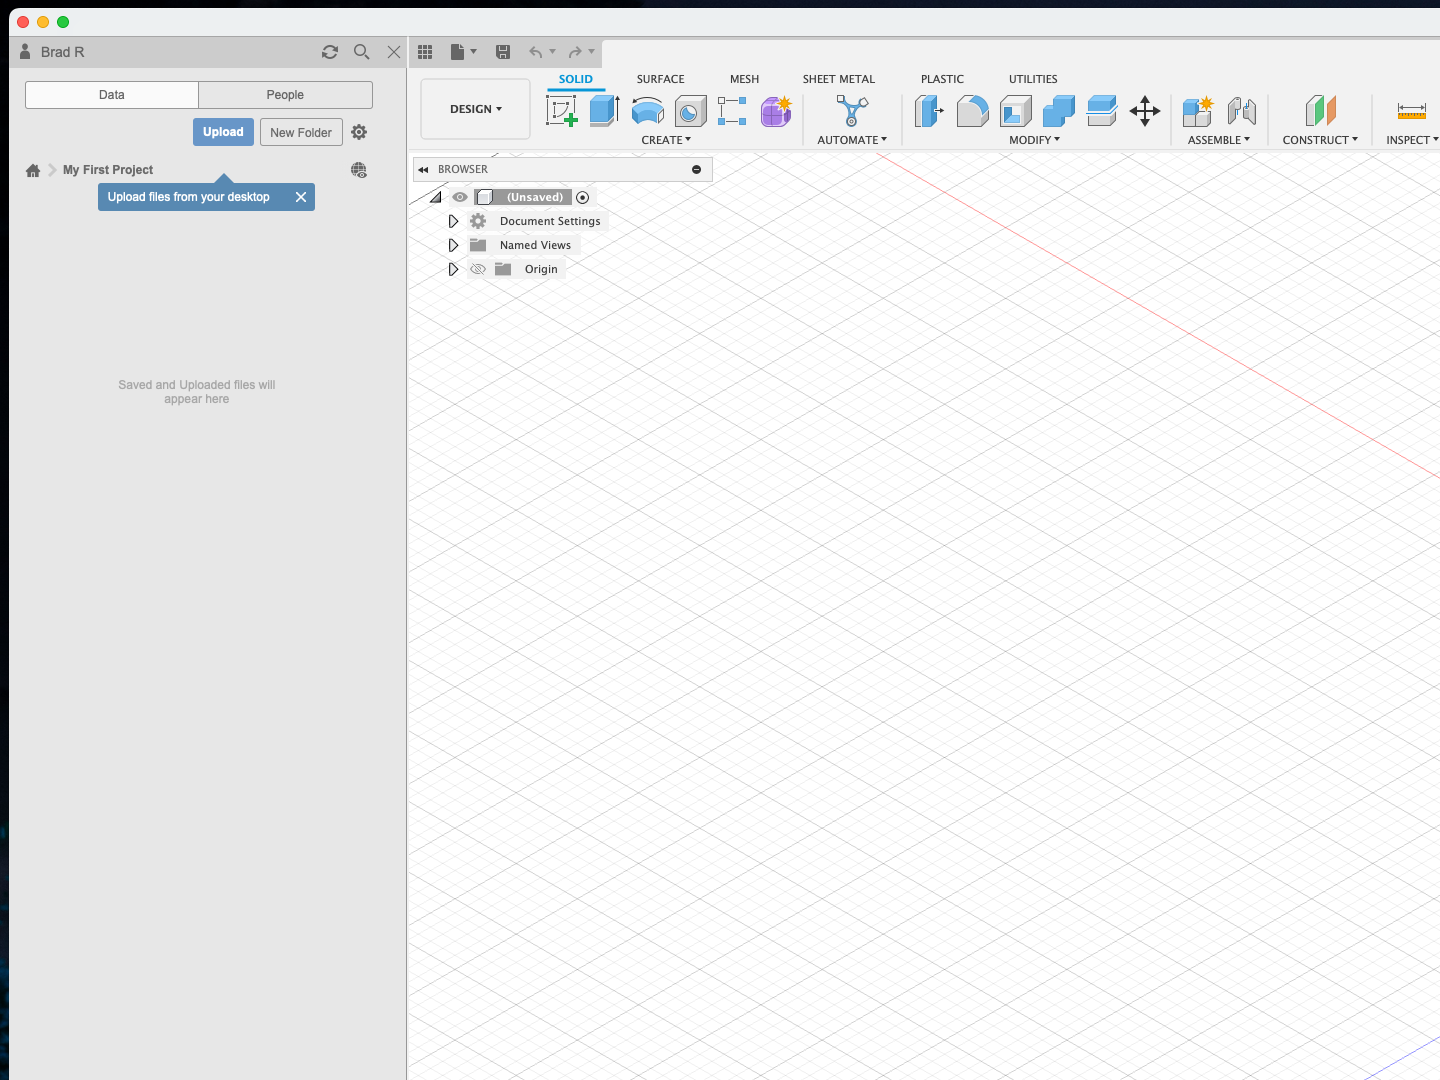 Brad R
Data
People
Upload
New Folder
My First Project
Upload files from your desktop
Saved and Uploaded files will
appear here
DESIGN
SOLID
SURFACE
MESH
SHEET METAL
PLASTIC
UTILITIES
CREATE
AUTOMATE
MODIFY
ASSEMBLE
CONSTRUCT
INSPECT
BROWSER
(Unsaved)
Document Settings
Named Views
Origin